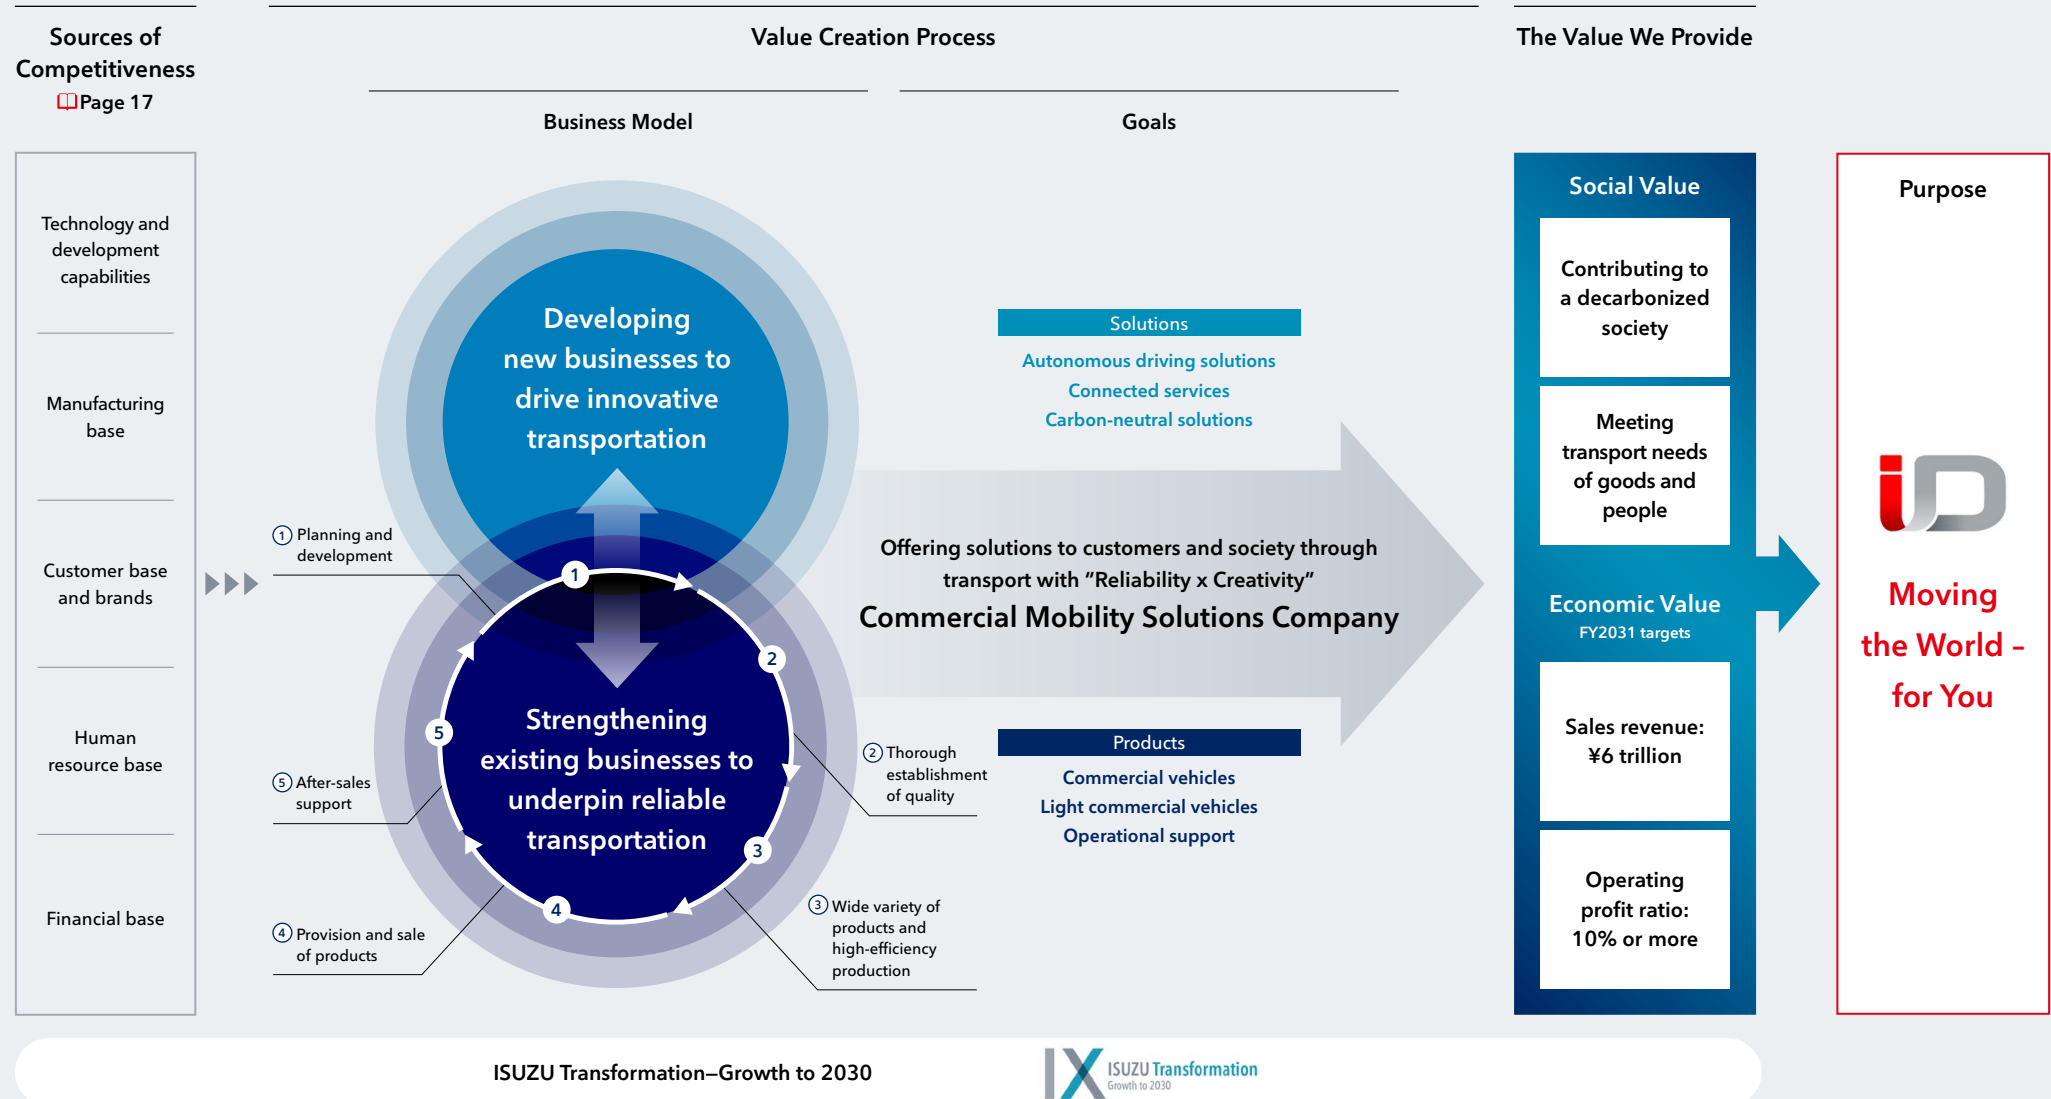 Sources of
Competitiveness
Page 17
Value Creation Process
Business Model
Goals
The Value We Provide
Technology and
development
capabilities
Manufacturing
base
Customer base
and brands
Human
resource base
Financial base
Developing
new businesses to
drive innovative
transportation
Strengthening
existing businesses to
underpin reliable
transportation
1
2
3
4
5
① Planning and
development
② Thorough
establishment
of quality
③ Wide variety of
products and
high-efficiency
production
④ Provision and sale
of products
⑤ After-sales
support
Solutions
Autonomous driving solutions
Connected services
Carbon-neutral solutions
Offering solutions to customers and society through
transport with “Reliability x Creativity”
Commercial Mobility Solutions Company
Products
Commercial vehicles
Light commercial vehicles
Operational support
Social Value
Contributing to
a decarbonized
society
Meeting
transport needs
of goods and
people
Economic Value
FY2031 targets
Sales revenue:
¥6 trillion
Operating
profit ratio:
10% or more
Purpose
iD
Moving
the World -
for You
ISUZU Transformation–Growth to 2030
IX
ISUZU Transformation
Growth to 2030